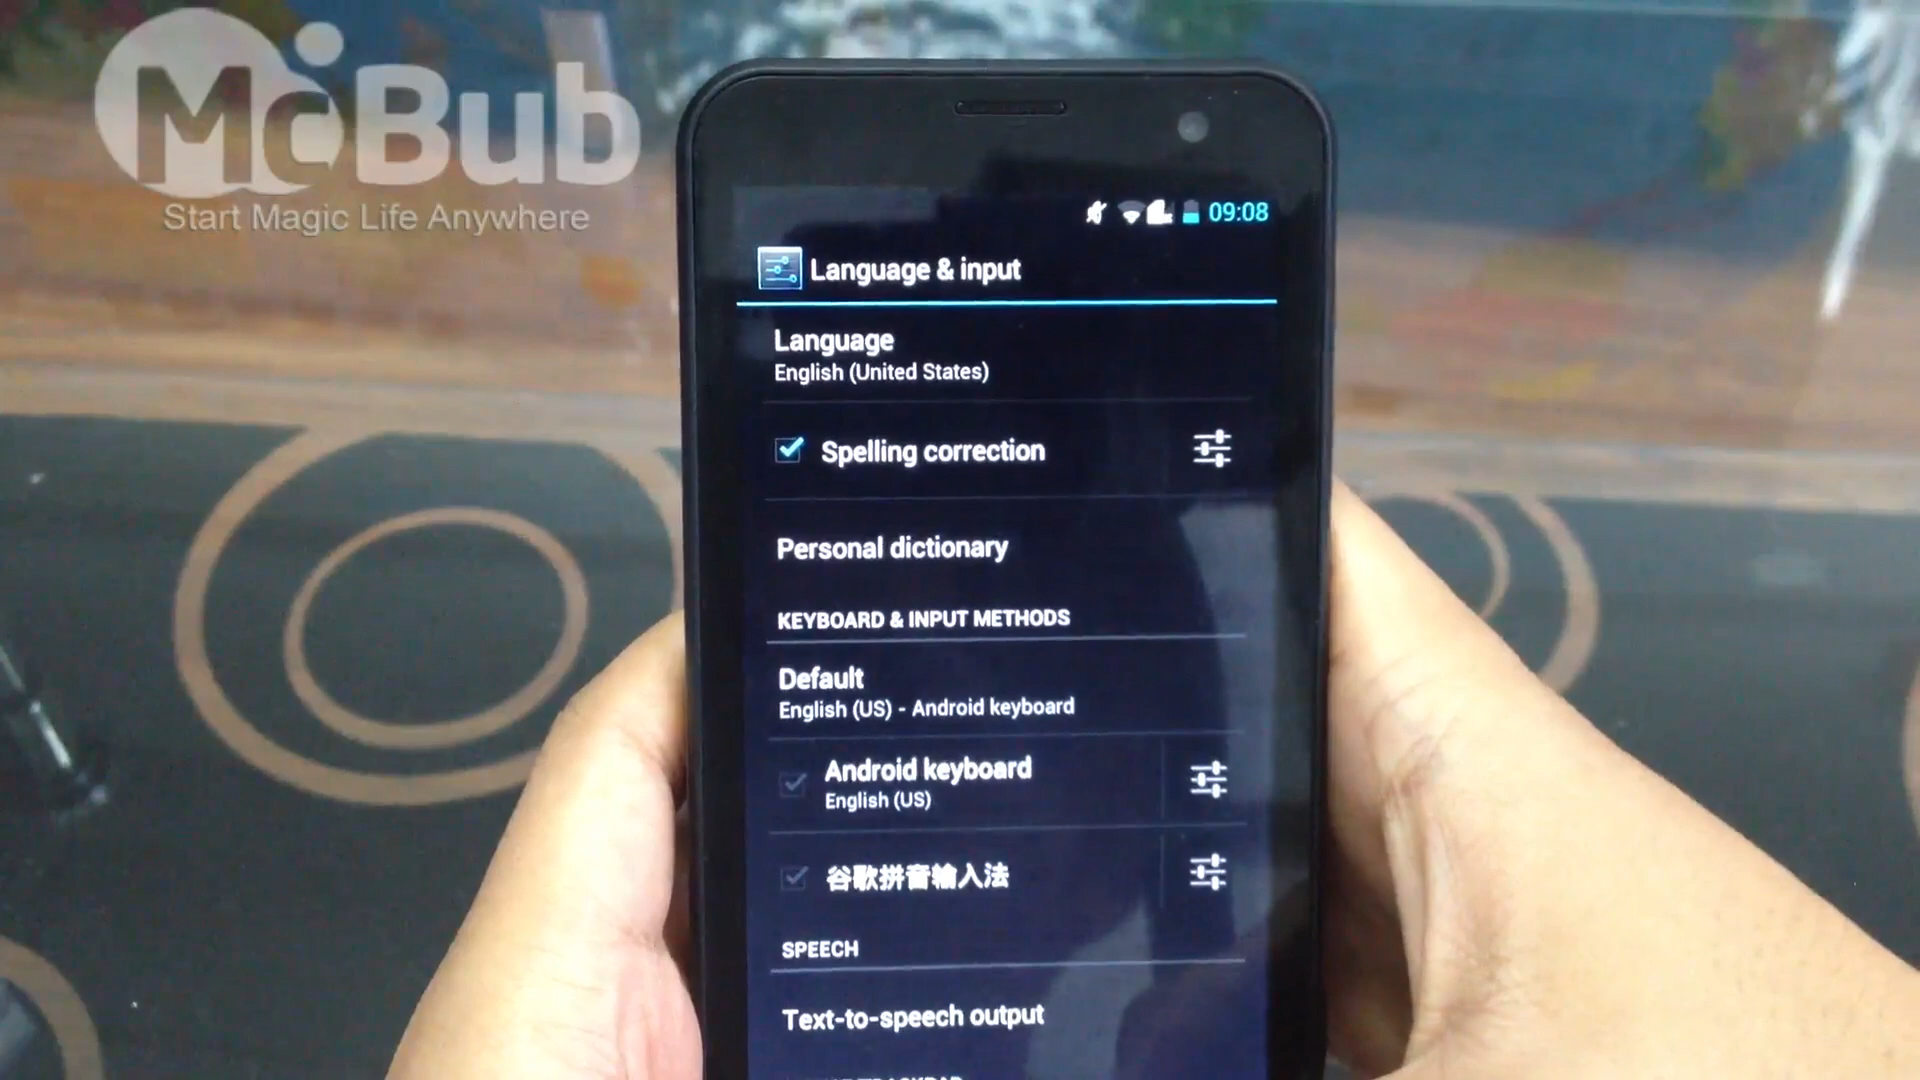 McBub
Start Magic Life Anywhere
09:08
Language & input
Language
English (United States)
Spelling correction
Personal dictionary
KEYBOARD & INPUT METHODS
Default
English (US) - Android keyboard
Android keyboard
English (US)
谷歌拼音输入法
SPEECH
Text-to-speech output